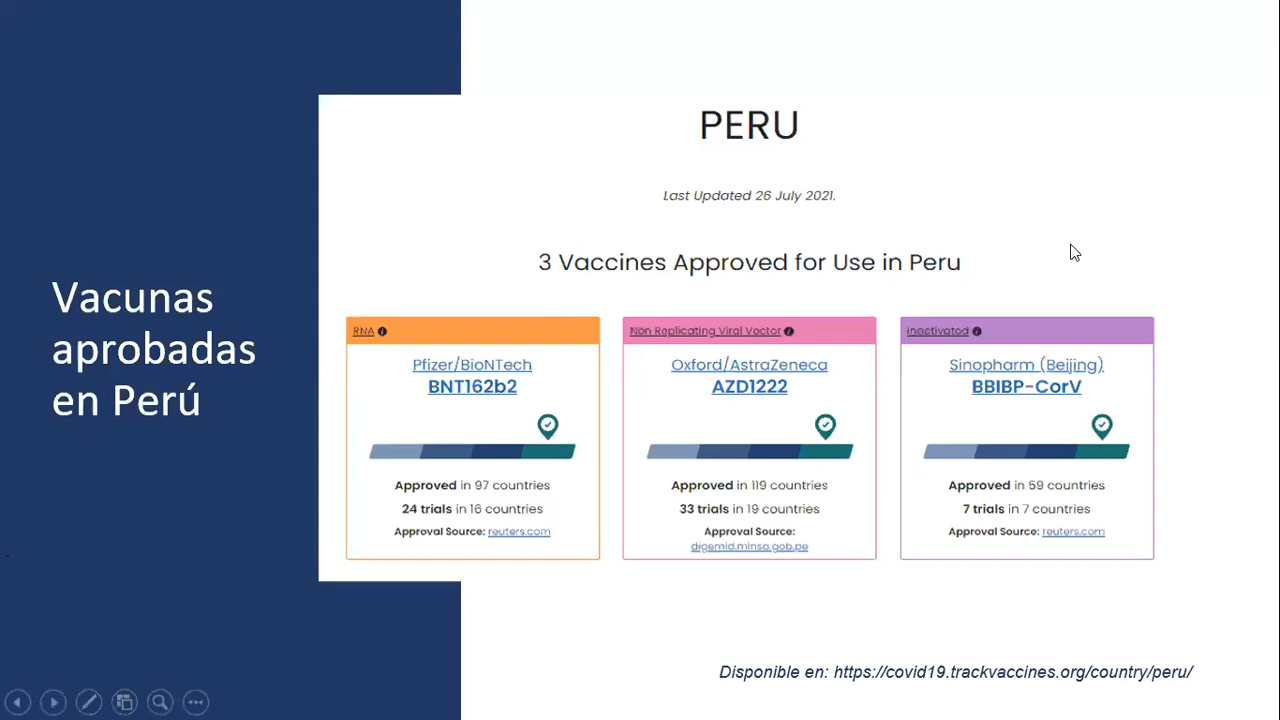 Vacunas
aprobadas
en Perú
PERU
Last Updated 26 July 2021.
3 Vaccines Approved for Use in Peru
RNA
Pfizer/BioNTech
BNT162b2
Approved in 97 countries
24 trials in 16 countries
Approval Source: reuters.com
Non Replicating Viral Vector
Oxford/AstraZeneca
AZD1222
Approved in 119 countries
33 trials in 19 countries
Approval Source:
digemid.minsa.gob.pe
Inactivated
Sinopharm (Beijing)
BBIBP-CorV
Approved in 59 countries
7 trials in 7 countries
Approval Source: reuters.com
Disponible en: https://covid19.trackvaccines.org/country/peru/